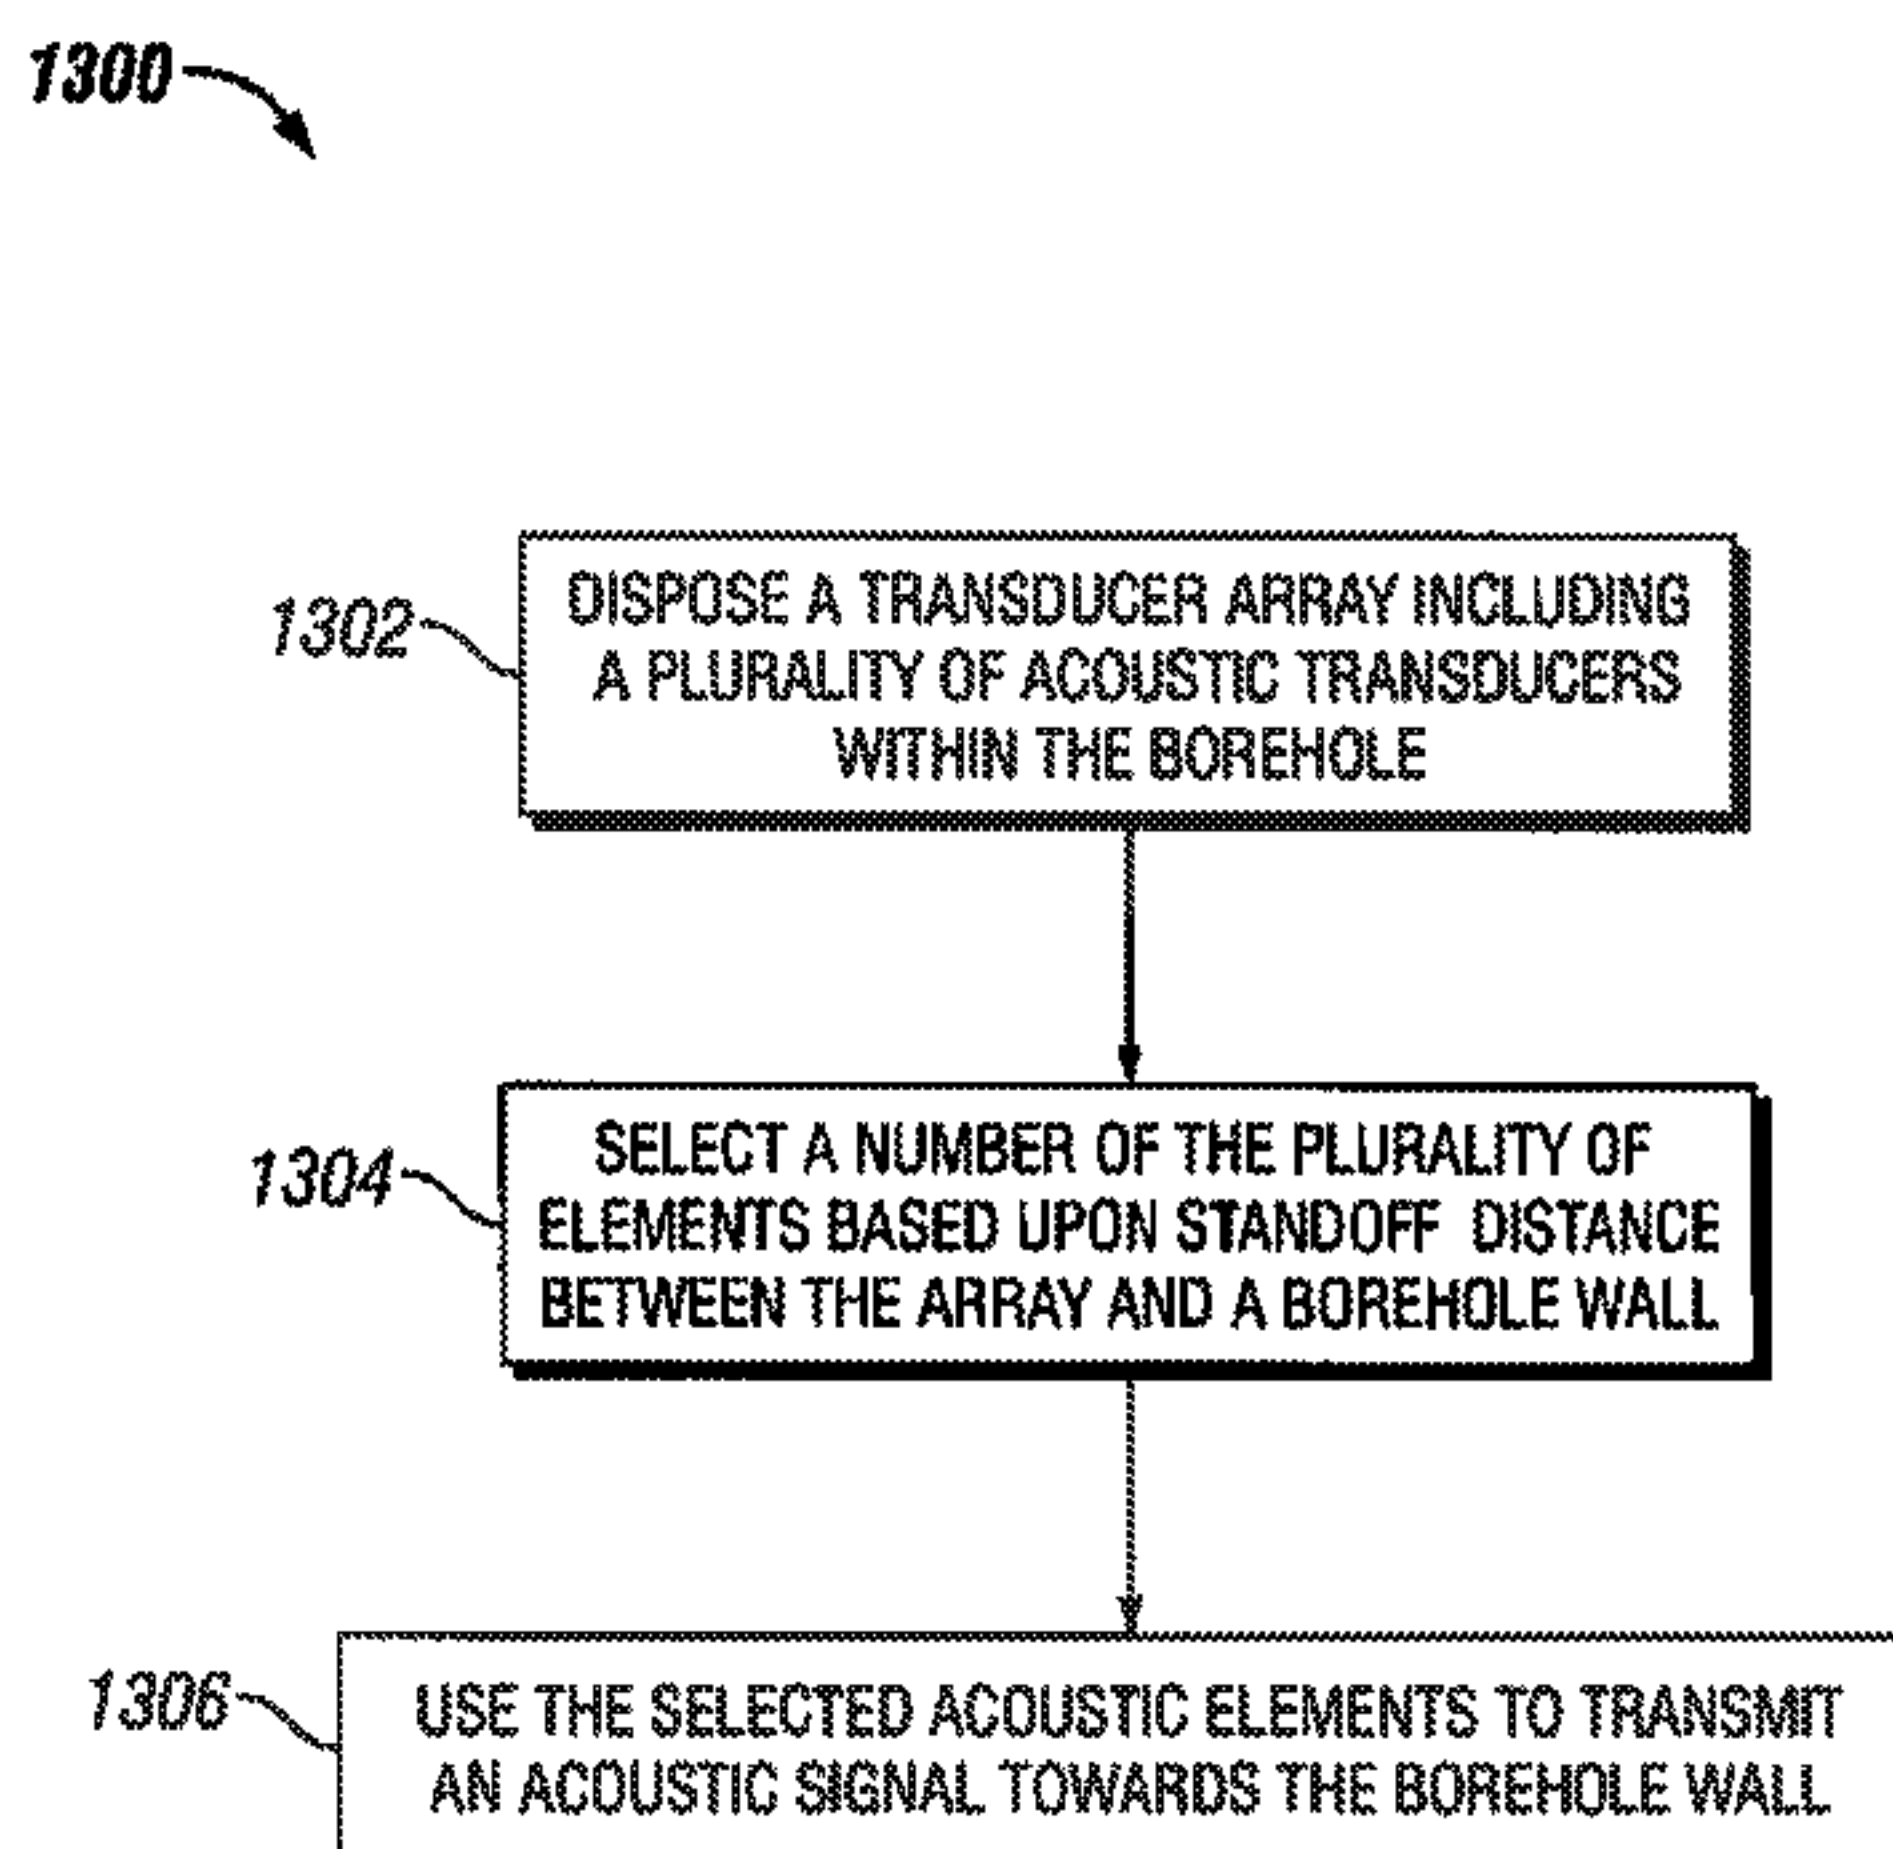 1300
1302
DISPOSE A TRANSDUCER ARRAY INCLUDING
A PLURALITY OF ACOUSTIC TRANSDUCERS
WITHIN THE BOREHOLE
1304
SELECT A NUMBER OF THE PLURALITY OF
ELEMENTS BASED UPON STANDOFF DISTANCE
BETWEEN THE ARRAY AND A BOREHOLE WALL
1306
USE THE SELECTED ACOUSTIC ELEMENTS TO TRANSMIT
AN ACOUSTIC SIGNAL TOWARDS THE BOREHOLE WALL